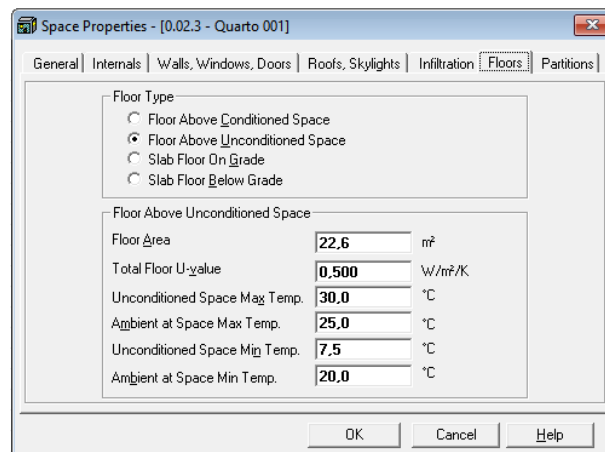 Space Properties - [0.02.3 - Quarto 001]
General Internals Walls, Windows, Doors Roofs, Skylights Infiltration Floors Partitions
Floor Type
Floor Above Conditioned Space
Floor Above Unconditioned Space
Slab Floor On Grade
Slab Floor Below Grade
Floor Above Unconditioned Space
Floor Area 22,6 m²
Total Floor U-value 0,500 W/m²/K
Unconditioned Space Max Temp. 30,0 °C
Ambient at Space Max Temp. 25,0 °C
Unconditioned Space Min Temp. 7,5 °C
Ambient at Space Min Temp. 20,0 °C
OK Cancel Help